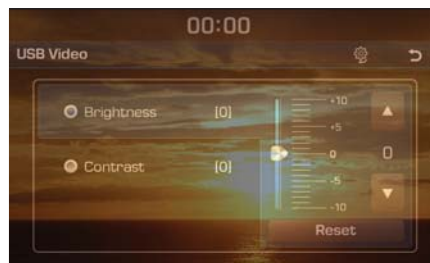 00:00
USB Video
Brightness [0]
Contrast [0]
+10
+5
0
-5
-10
0
Reset